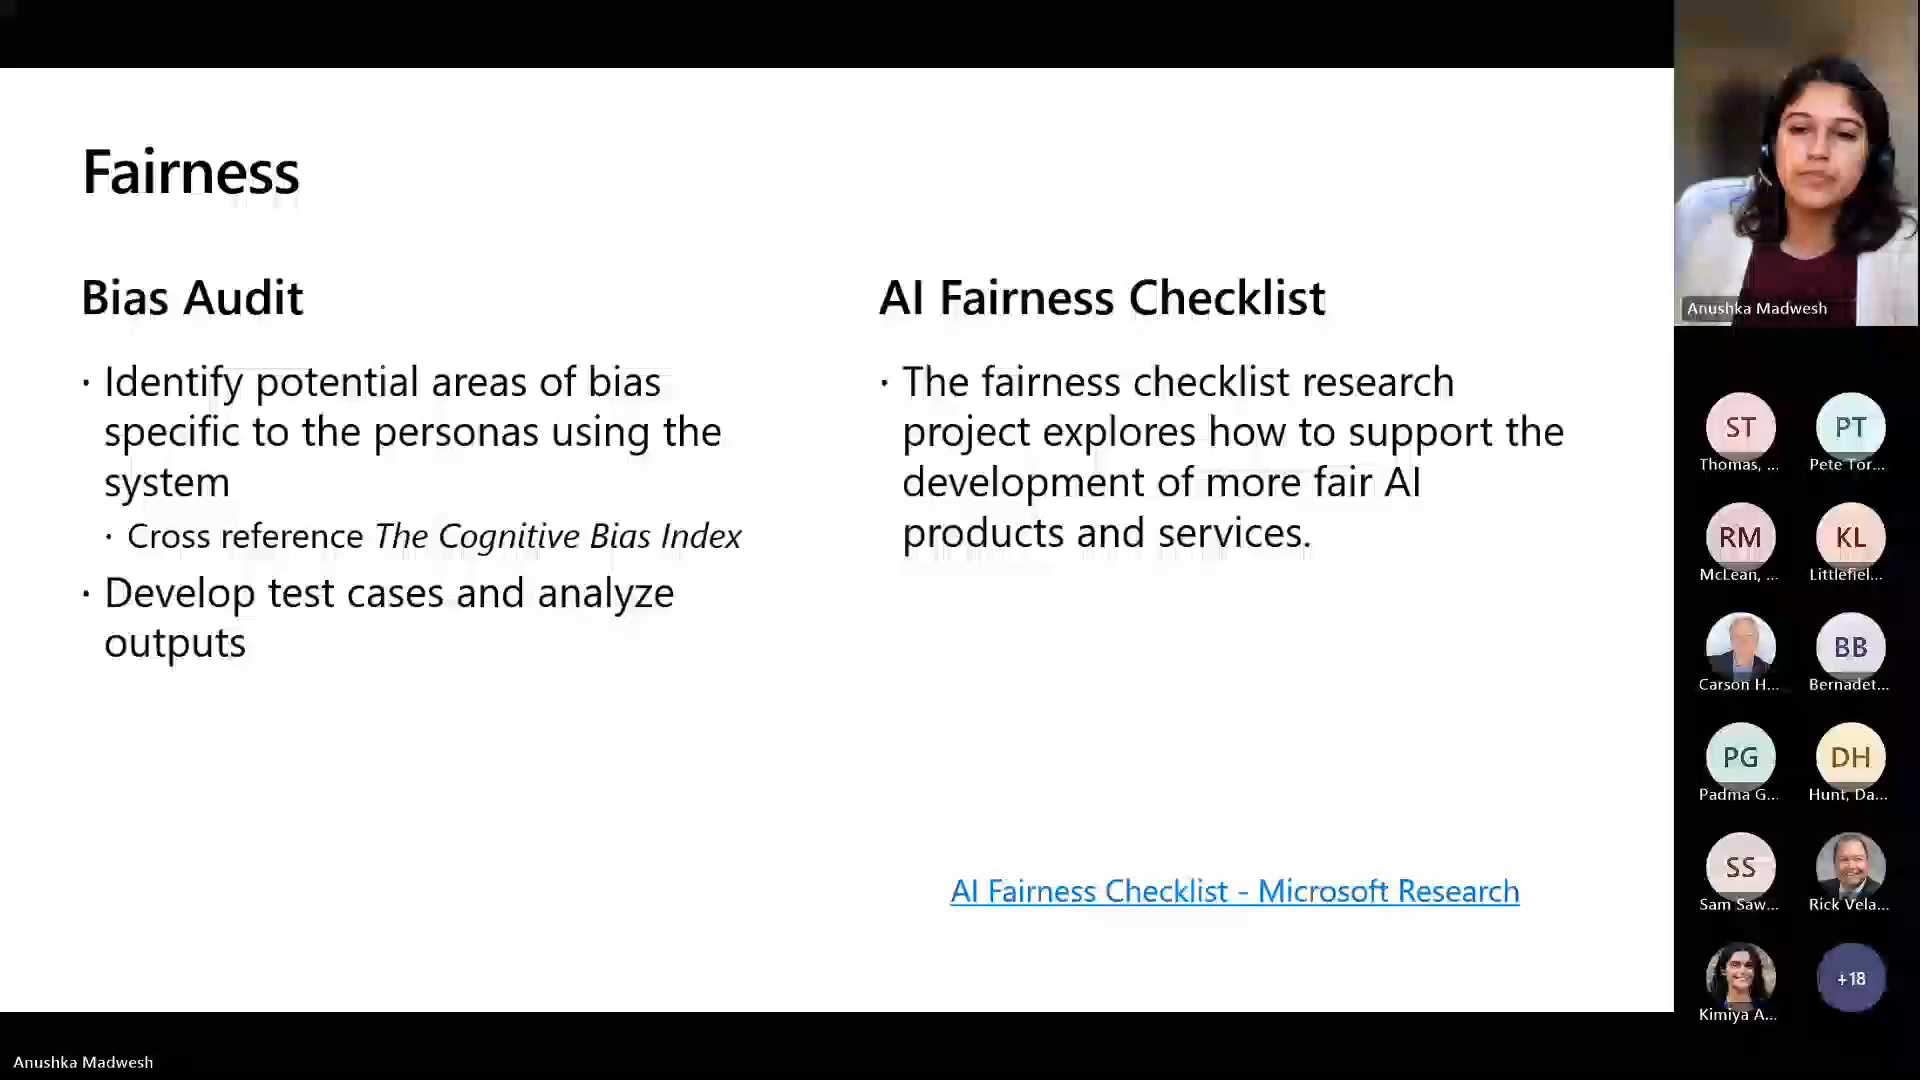 Fairness
Bias Audit
· Identify potential areas of bias
specific to the personas using the
system
· Cross reference The Cognitive Bias Index
· Develop test cases and analyze
outputs
AI Fairness Checklist
· The fairness checklist research
project explores how to support the
development of more fair AI
products and services.
AI Fairness Checklist - Microsoft Research
Anushka Madwesh
ST
Thomas, ...
PT
Pete Tor...
RM
McLean, ...
KL
Littlefiel...
Carson H...
BB
Bernadet...
PG
Padma G...
DH
Hunt, Da...
SS
Sam Saw...
Rick Vela...
Kimiya A...
+18
Anushka Madwesh